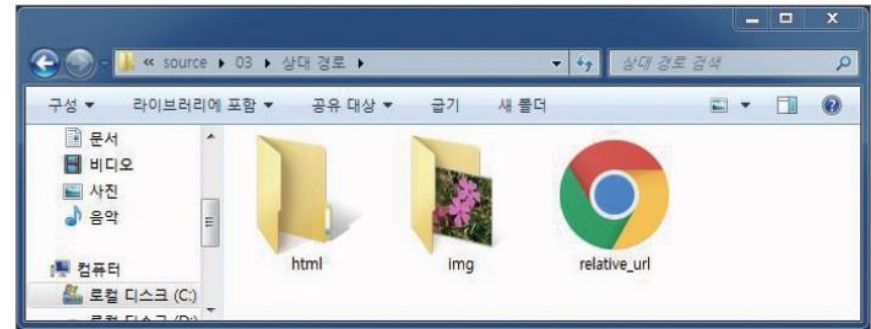 « source ▸ 03 ▸ 상대 경로 ▸
상대 경로 검색
구성 라이브러리에 포함 공유 대상 굽기 새 폴더
문서
비디오
사진
음악
컴퓨터
로컬 디스크 (C:)
html
img
relative_url